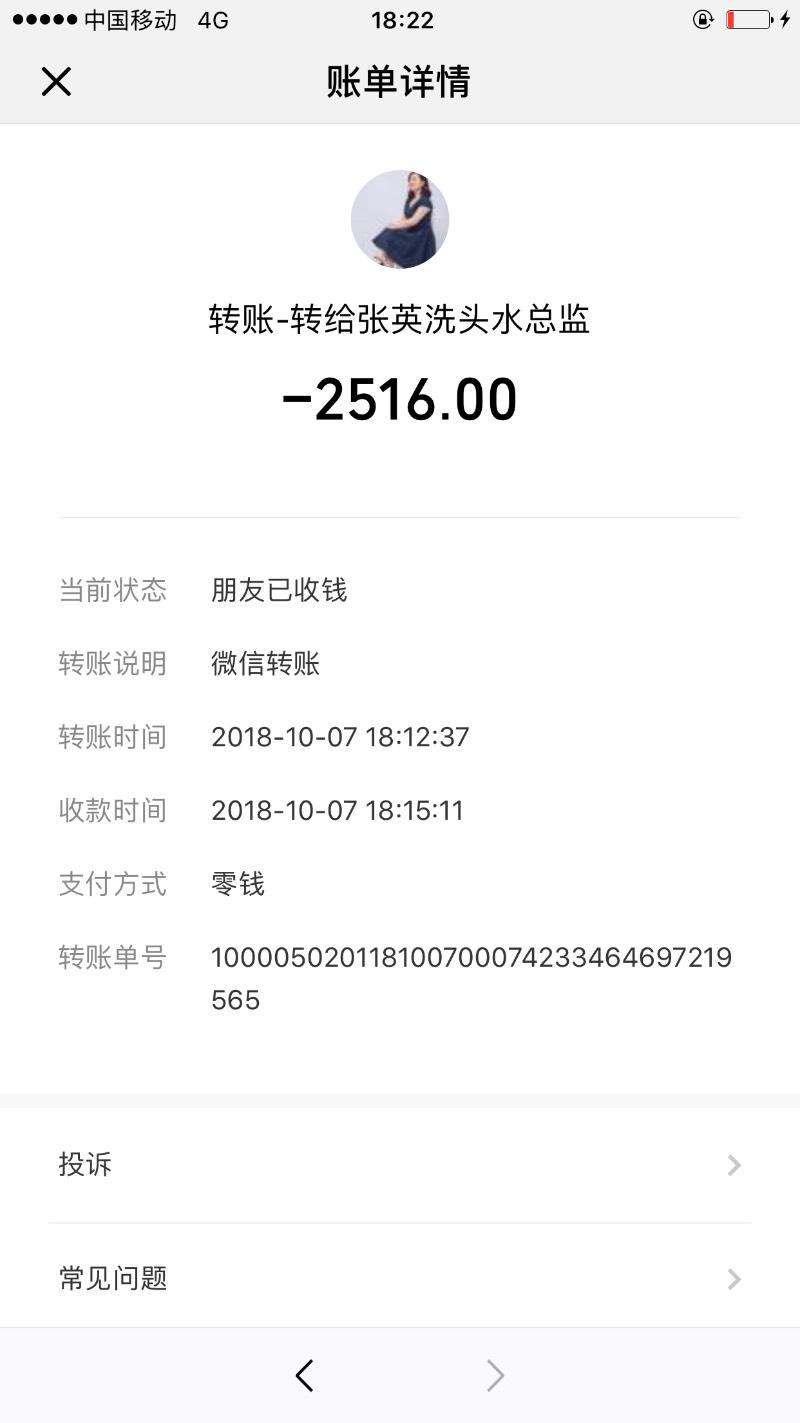 中国移动 4G 18:22
账单详情
转账-转给张英洗头水总监
-2516.00
当前状态 朋友已收钱
转账说明 微信转账
转账时间 2018-10-07 18:12:37
收款时间 2018-10-07 18:15:11
支付方式 零钱
转账单号 1000050201181007000742334646972​19
565
投诉
常见问题